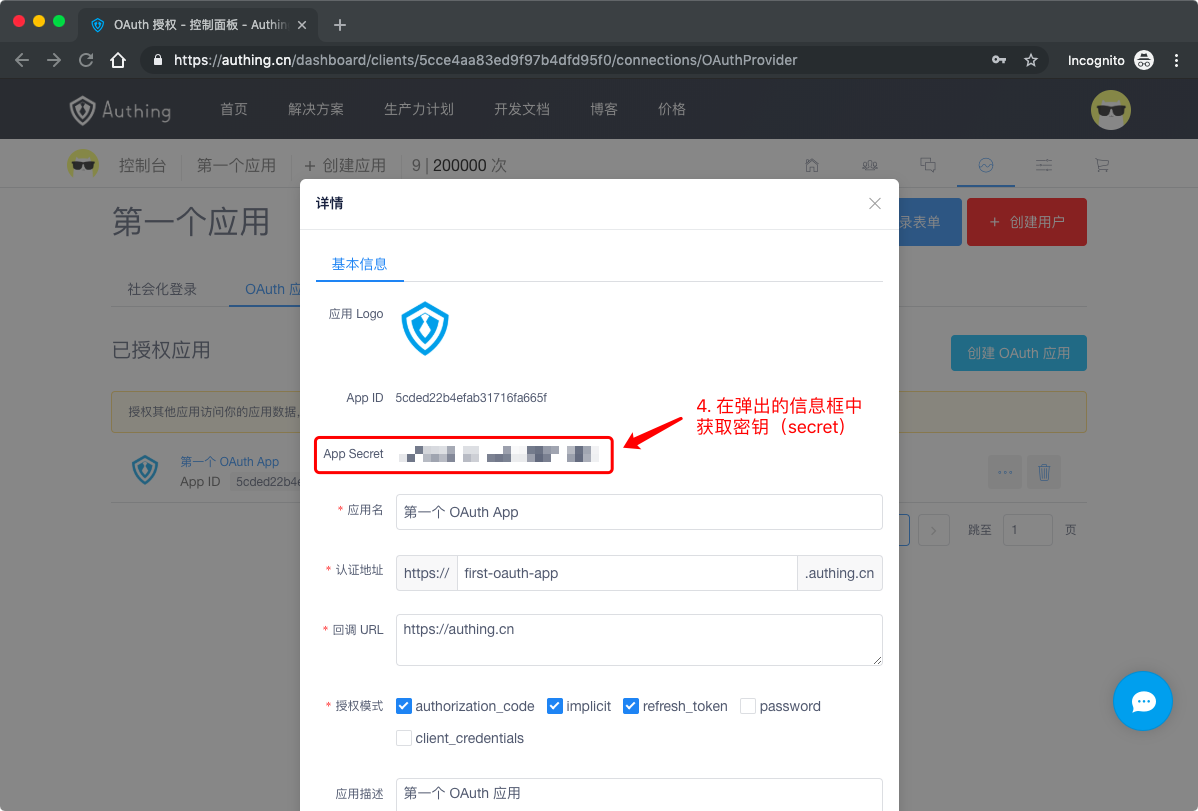 OAuth 授权 - 控制面板 - Authin
https://authing.cn/dashboard/clients/5cce4aa83ed9f97b4dfd95f0/connections/OAuthProvider
Incognito
Authing 首页 解决方案 生产力计划 开发文档 博客 价格
控制台 第一个应用 + 创建应用 9 | 200000 次
第一个应用
录表单 + 创建用户
社会化登录 OAuth 应
已授权应用
创建 OAuth 应用
授权其他应用访问你的应用数据,
第一个 OAuth App
App ID 5cded22b4e
跳至 1 页
详情
基本信息
应用 Logo
App ID 5cded22b4efab31716fa665f
4. 在弹出的信息框中
获取密钥（secret）
App Secret
* 应用名 第一个 OAuth App
* 认证地址 https:// first-oauth-app .authing.cn
* 回调 URL https://authing.cn
* 授权模式 authorization_code implicit refresh_token password
client_credentials
应用描述 第一个 OAuth 应用